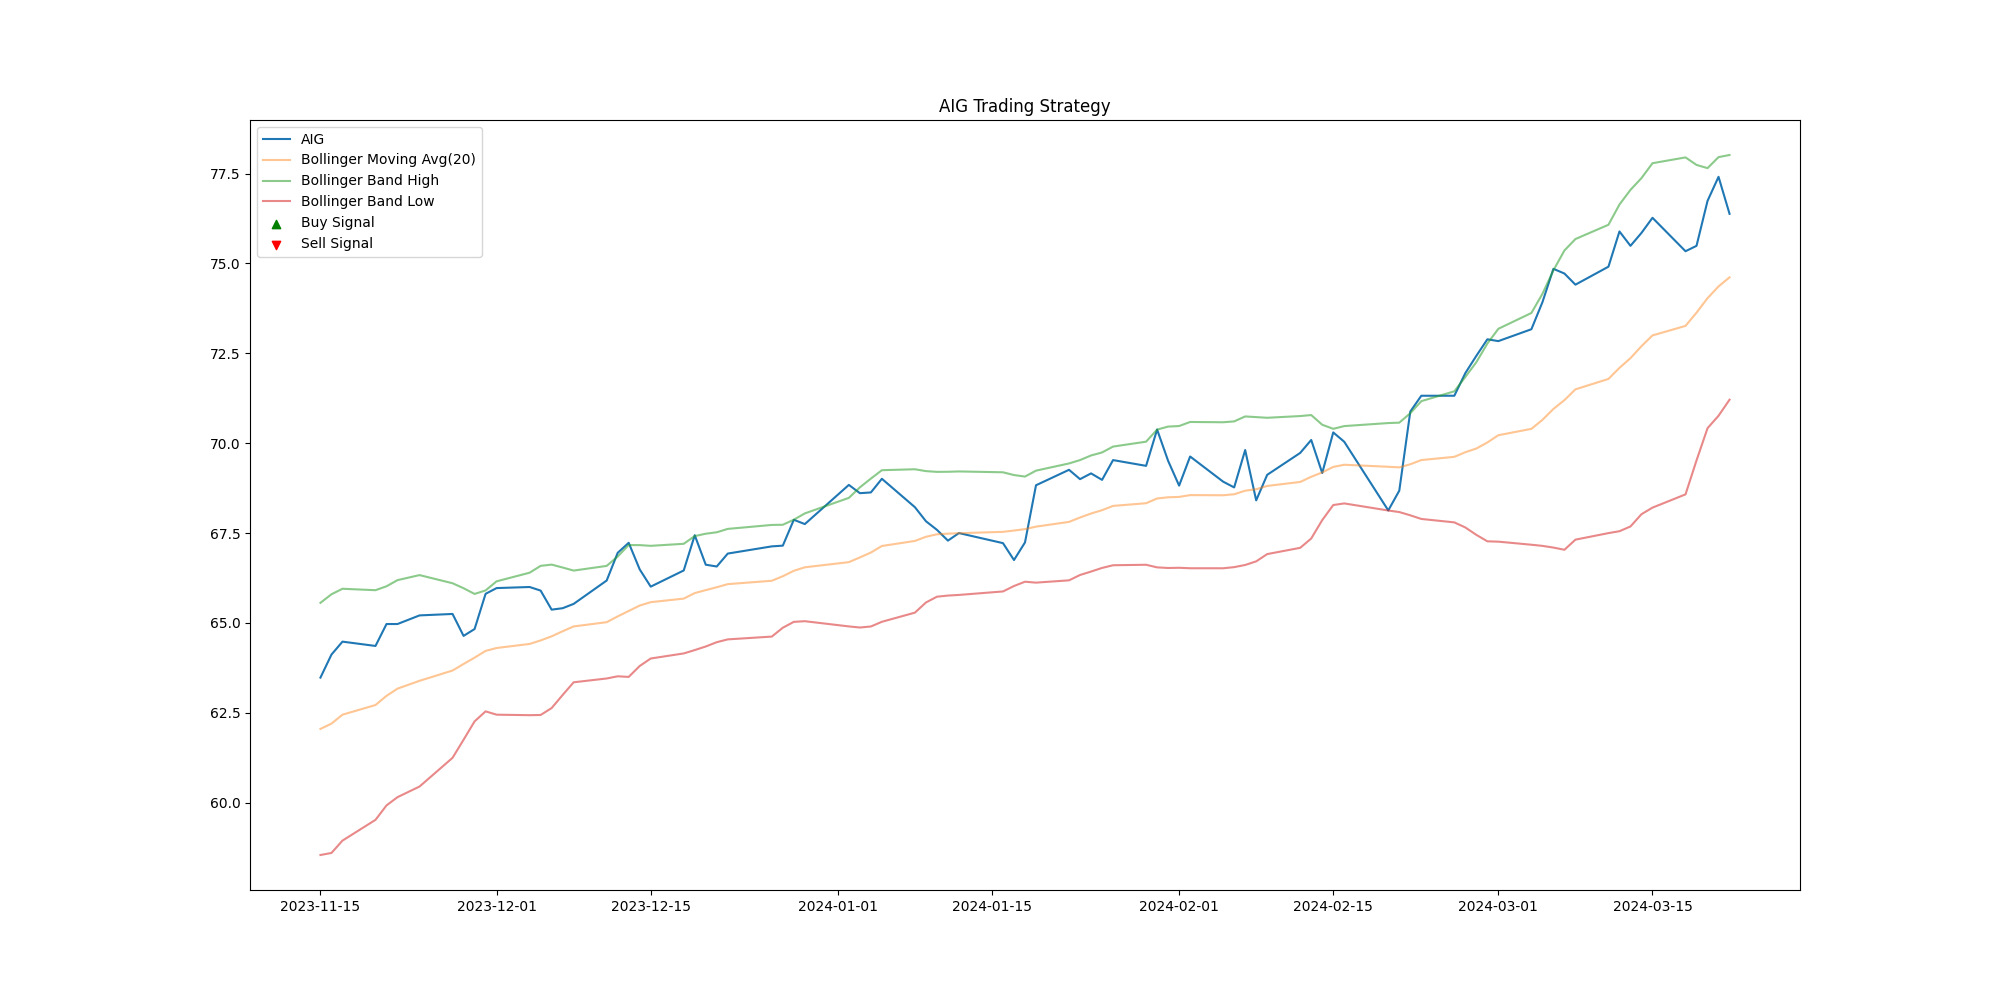 AIG Trading Strategy
AIG
Bollinger Moving Avg(20)
Bollinger Band High
Bollinger Band Low
Buy Signal
Sell Signal
77.5
75.0
72.5
70.0
67.5
65.0
62.5
60.0
2023-11-15 2023-12-01 2023-12-15 2024-01-01 2024-01-15 2024-02-01 2024-02-15 2024-03-01 2024-03-15